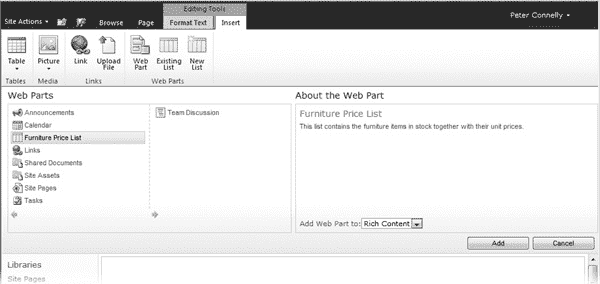 Editing Tools
Site Actions Browse Page Format Text Insert Peter Connelly
Table Picture Link Upload File Web Part Existing List New List
Tables Media Links Web Parts
Web Parts
Announcements
Calendar
Furniture Price List
Links
Shared Documents
Site Assets
Site Pages
Tasks
Team Discussion
About the Web Part
Furniture Price List
This list contains the furniture items in stock together with their unit prices.
Add Web Part to: Rich Content
Add Cancel
Libraries
Site Pages